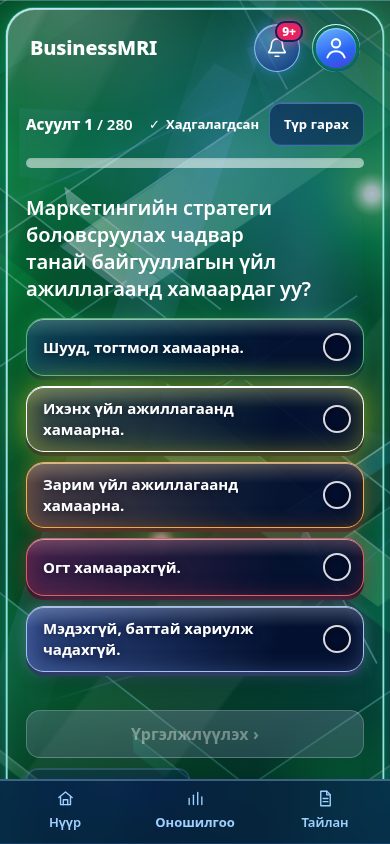 BusinessMRI
9+
Асуулт 1 / 280 ✓ Хадгалагдсан Түр гарах
Маркетингийн стратеги
боловсруулах чадвар
танай байгууллагын үйл
ажиллагаанд хамаардаг уу?
Шууд, тогтмол хамаарна.
Ихэнх үйл ажиллагаанд
хамаарна.
Зарим үйл ажиллагаанд
хамаарна.
Огт хамаарахгүй.
Мэдэхгүй, баттай хариулж
чадахгүй.
Үргэлжлүүлэх ›
Нүүр Оношилгоо Тайлан